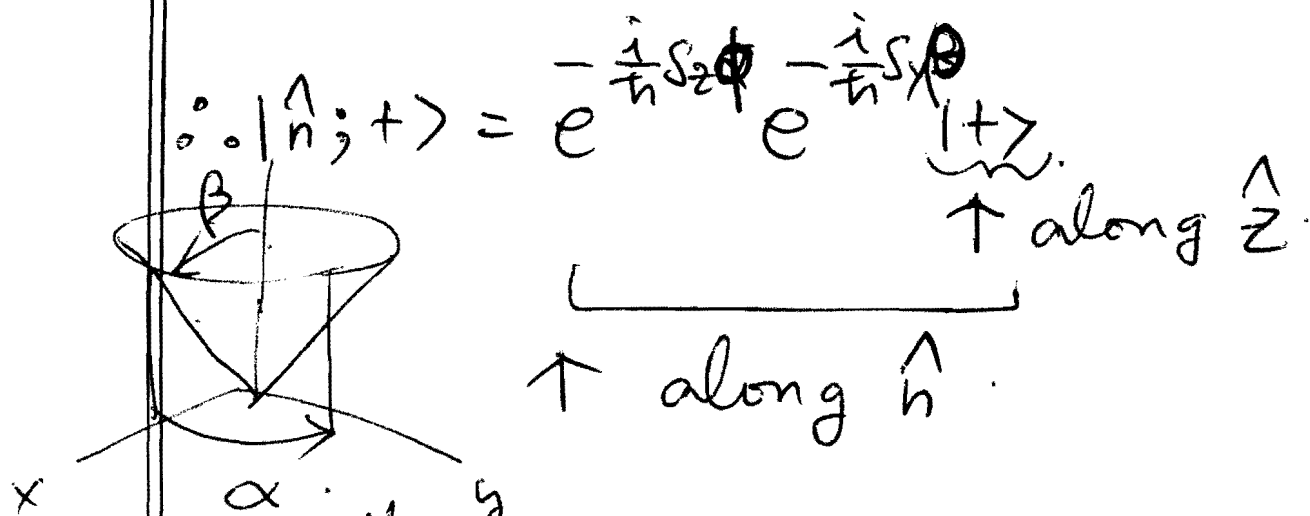 ∴ |n̂; +> = e^{-i/ħ S_z ϕ} e^{-i/ħ S_y β} |+>.
β
↑ along ẑ.
↑ along n̂.
x α y